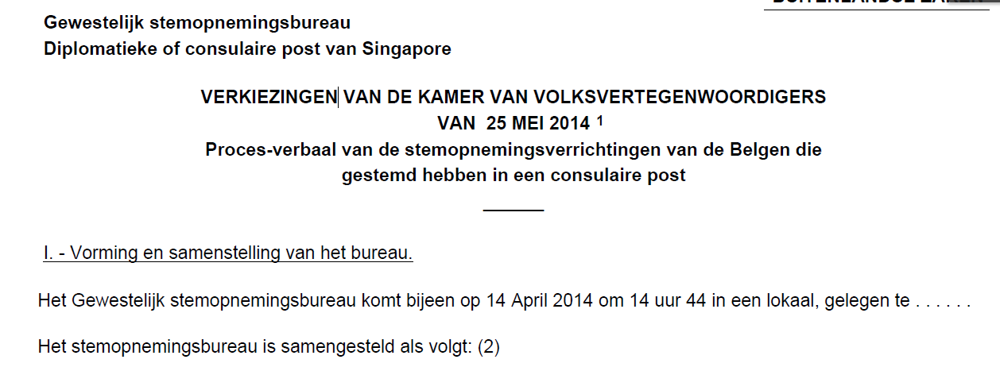 Gewestelijk stemopnemingsbureau
Diplomatieke of consulaire post van Singapore
VERKIEZINGEN VAN DE KAMER VAN VOLKSVERTEGENWOORDIGERS
VAN 25 MEI 2014 ¹
Proces-verbaal van de stemopnemingsverrichtingen van de Belgen die
gestemd hebben in een consulaire post
I. - Vorming en samenstelling van het bureau.
Het Gewestelijk stemopnemingsbureau komt bijeen op 14 April 2014 om 14 uur 44 in een lokaal, gelegen te . . . . . .
Het stemopnemingsbureau is samengesteld als volgt: (2)